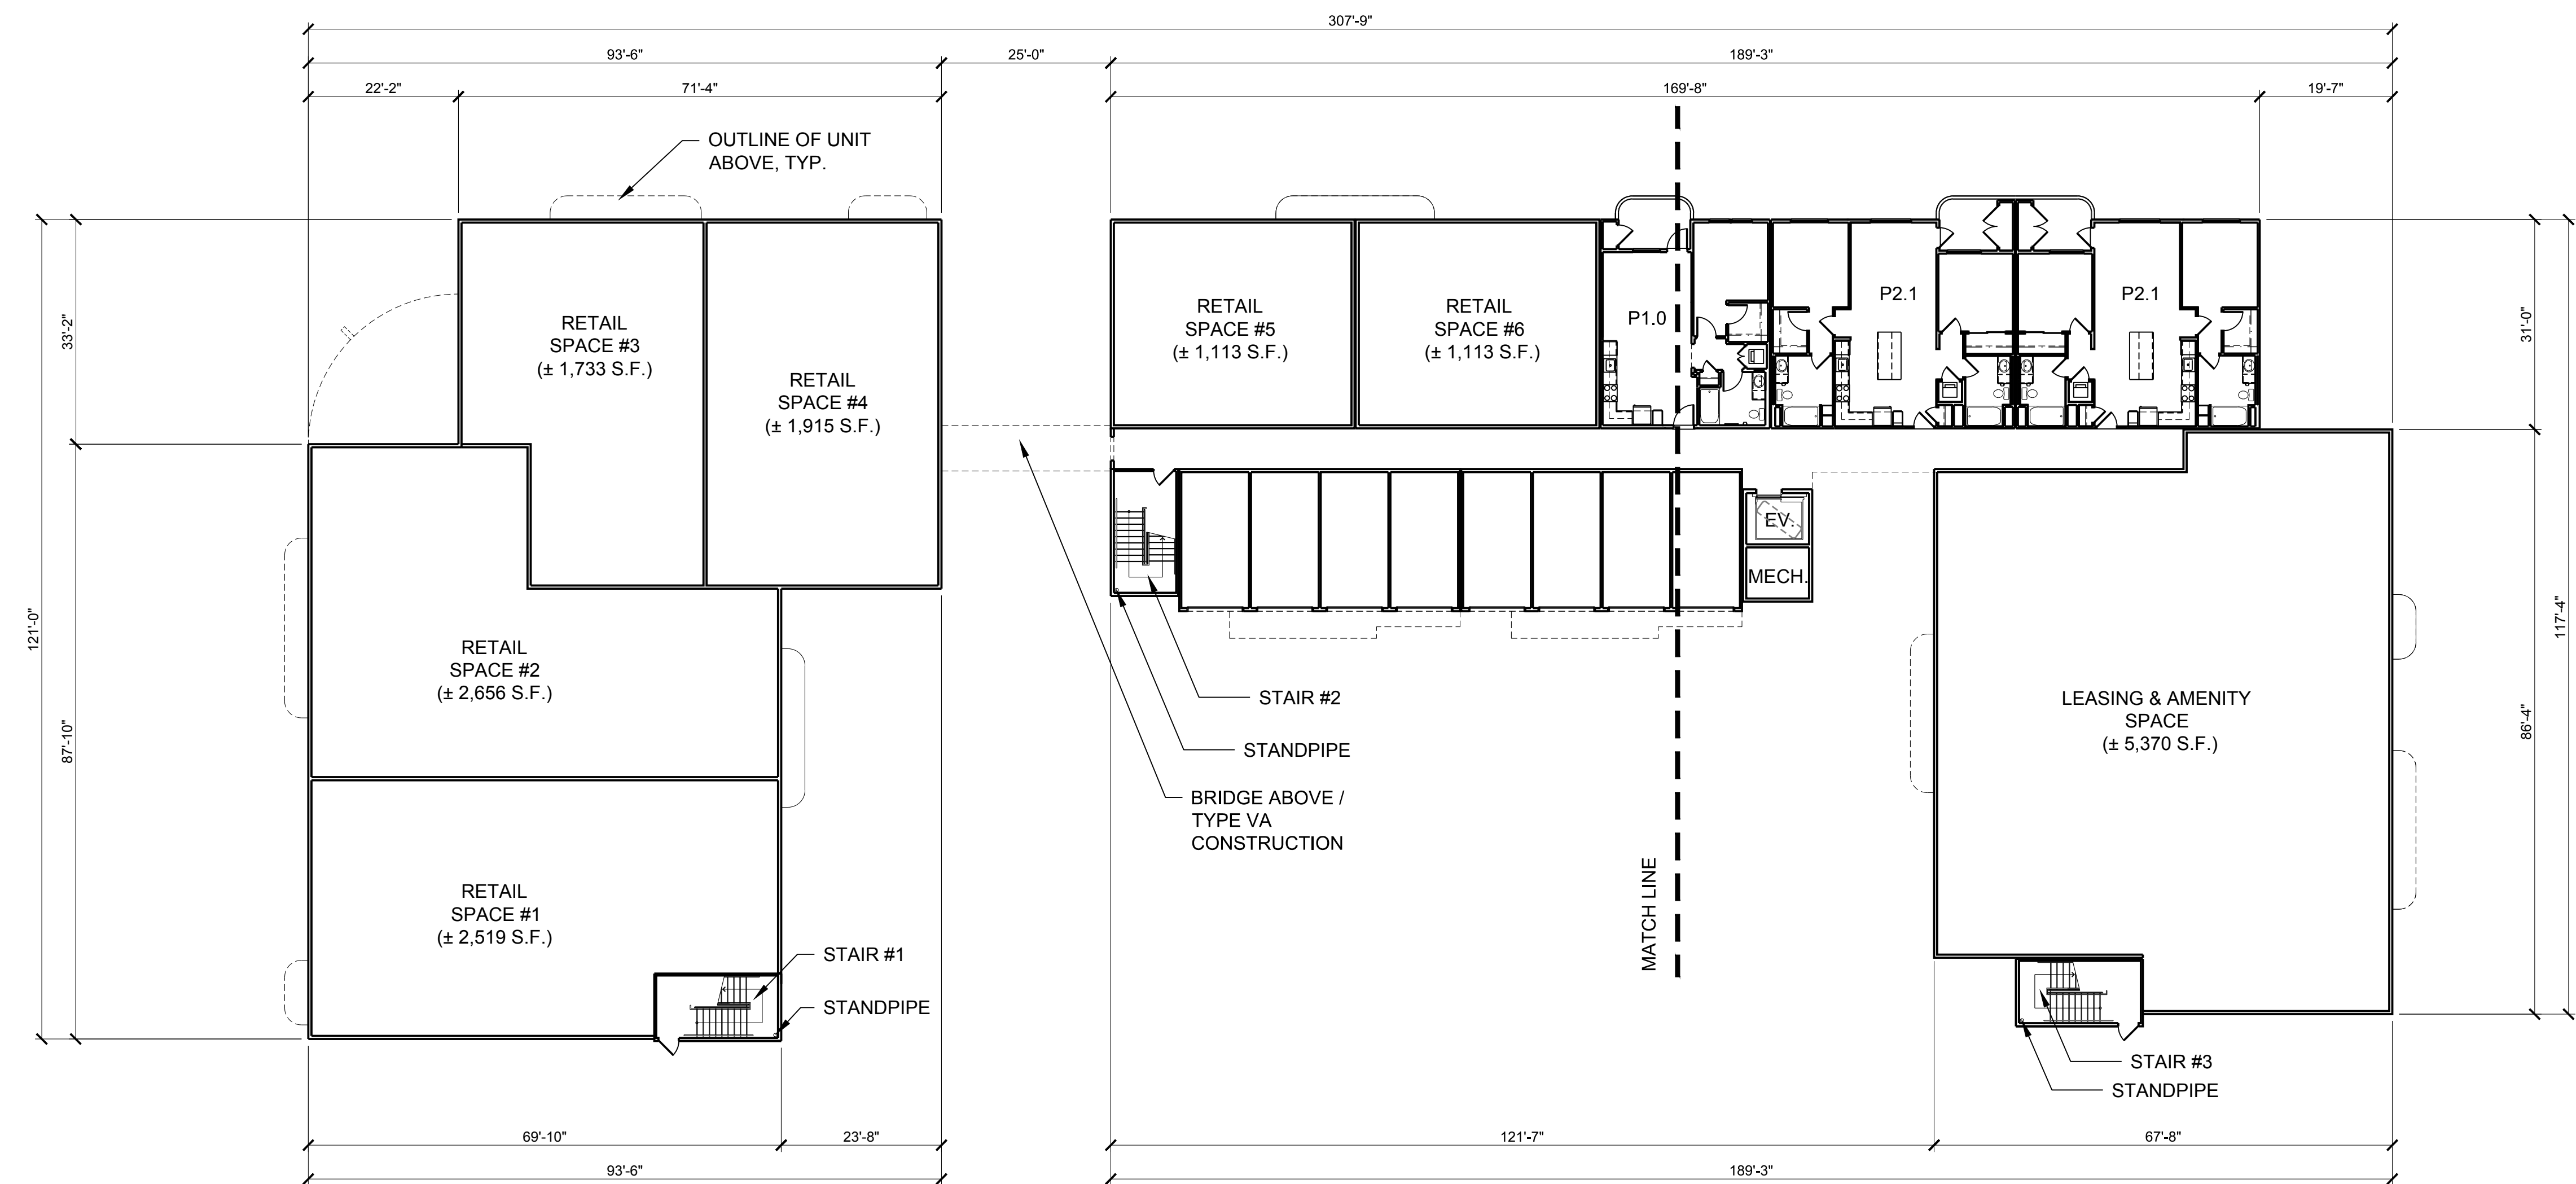 307'-9"
93'-6"
25'-0"
189'-3"
22'-2"
71'-4"
169'-8"
19'-7"
OUTLINE OF UNIT
ABOVE, TYP.
RETAIL
SPACE #3
(± 1,733 S.F.)
RETAIL
SPACE #4
(± 1,915 S.F.)
RETAIL
SPACE #5
(± 1,113 S.F.)
RETAIL
SPACE #6
(± 1,113 S.F.)
P1.0
P2.1
P2.1
33'-2"
31'-0"
121'-0"
87'-10"
EV.
MECH.
RETAIL
SPACE #2
(± 2,656 S.F.)
STAIR #2
STANDPIPE
BRIDGE ABOVE /
TYPE VA
CONSTRUCTION
LEASING & AMENITY
SPACE
(± 5,370 S.F.)
86'-4"
117'-4"
MATCH LINE
RETAIL
SPACE #1
(± 2,519 S.F.)
STAIR #1
STANDPIPE
STAIR #3
STANDPIPE
69'-10"
23'-8"
121'-7"
67'-8"
93'-6"
189'-3"